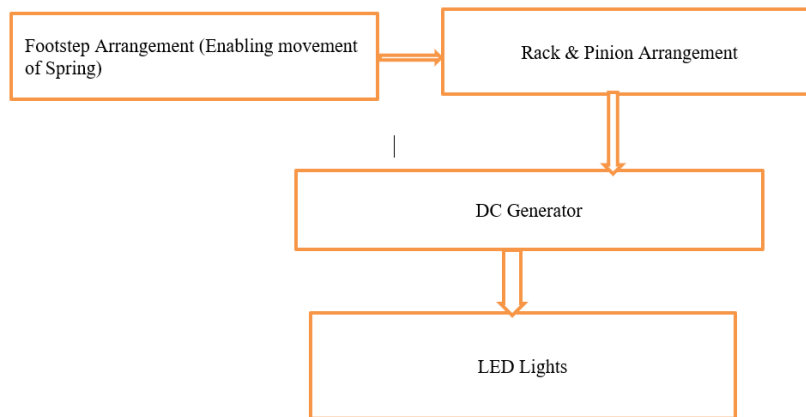 Footstep Arrangement (Enabling movement
of Spring)
Rack & Pinion Arrangement
DC Generator
LED Lights